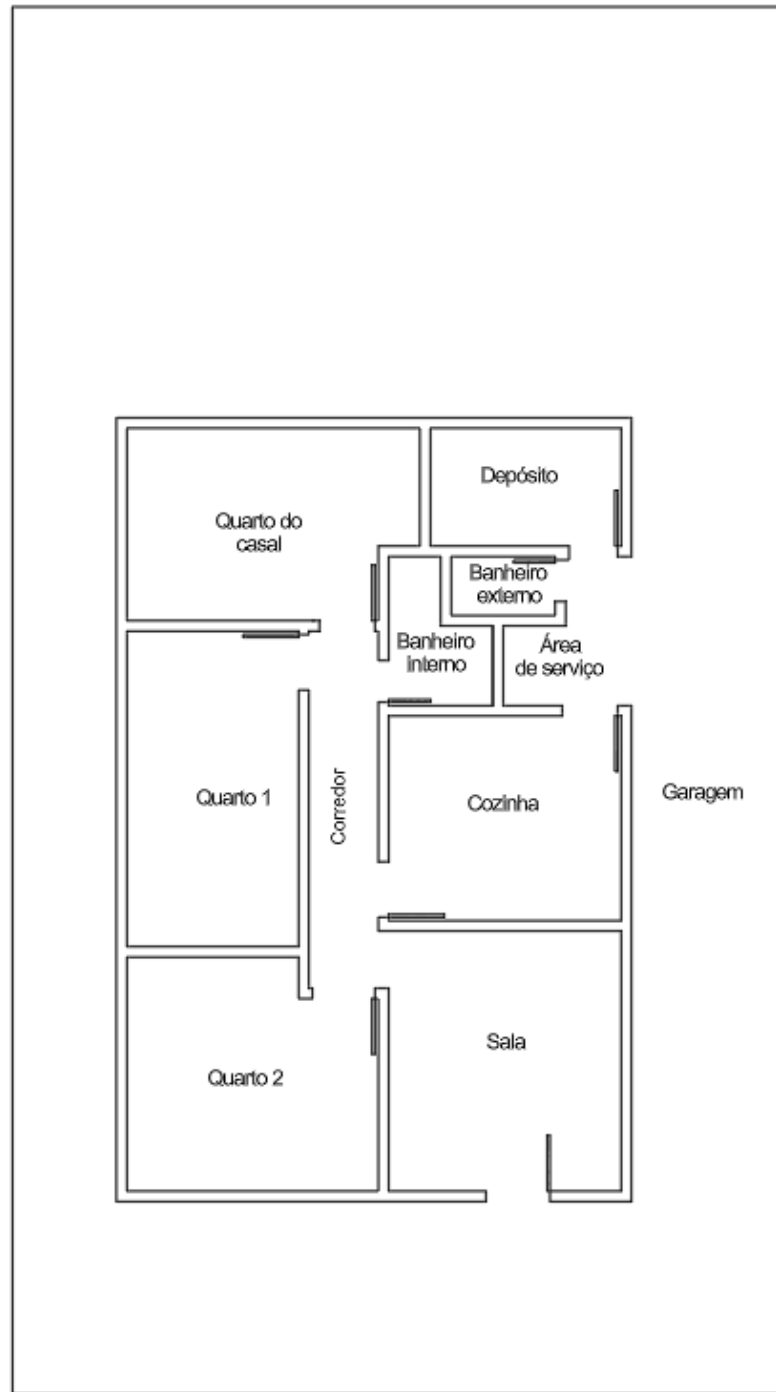 Depósito
Quarto do
casal
Banheiro
externo
Banheiro
Interno
Área
de serviço
Corredor
Quarto 1
Cozinha
Garagem
Sala
Quarto 2